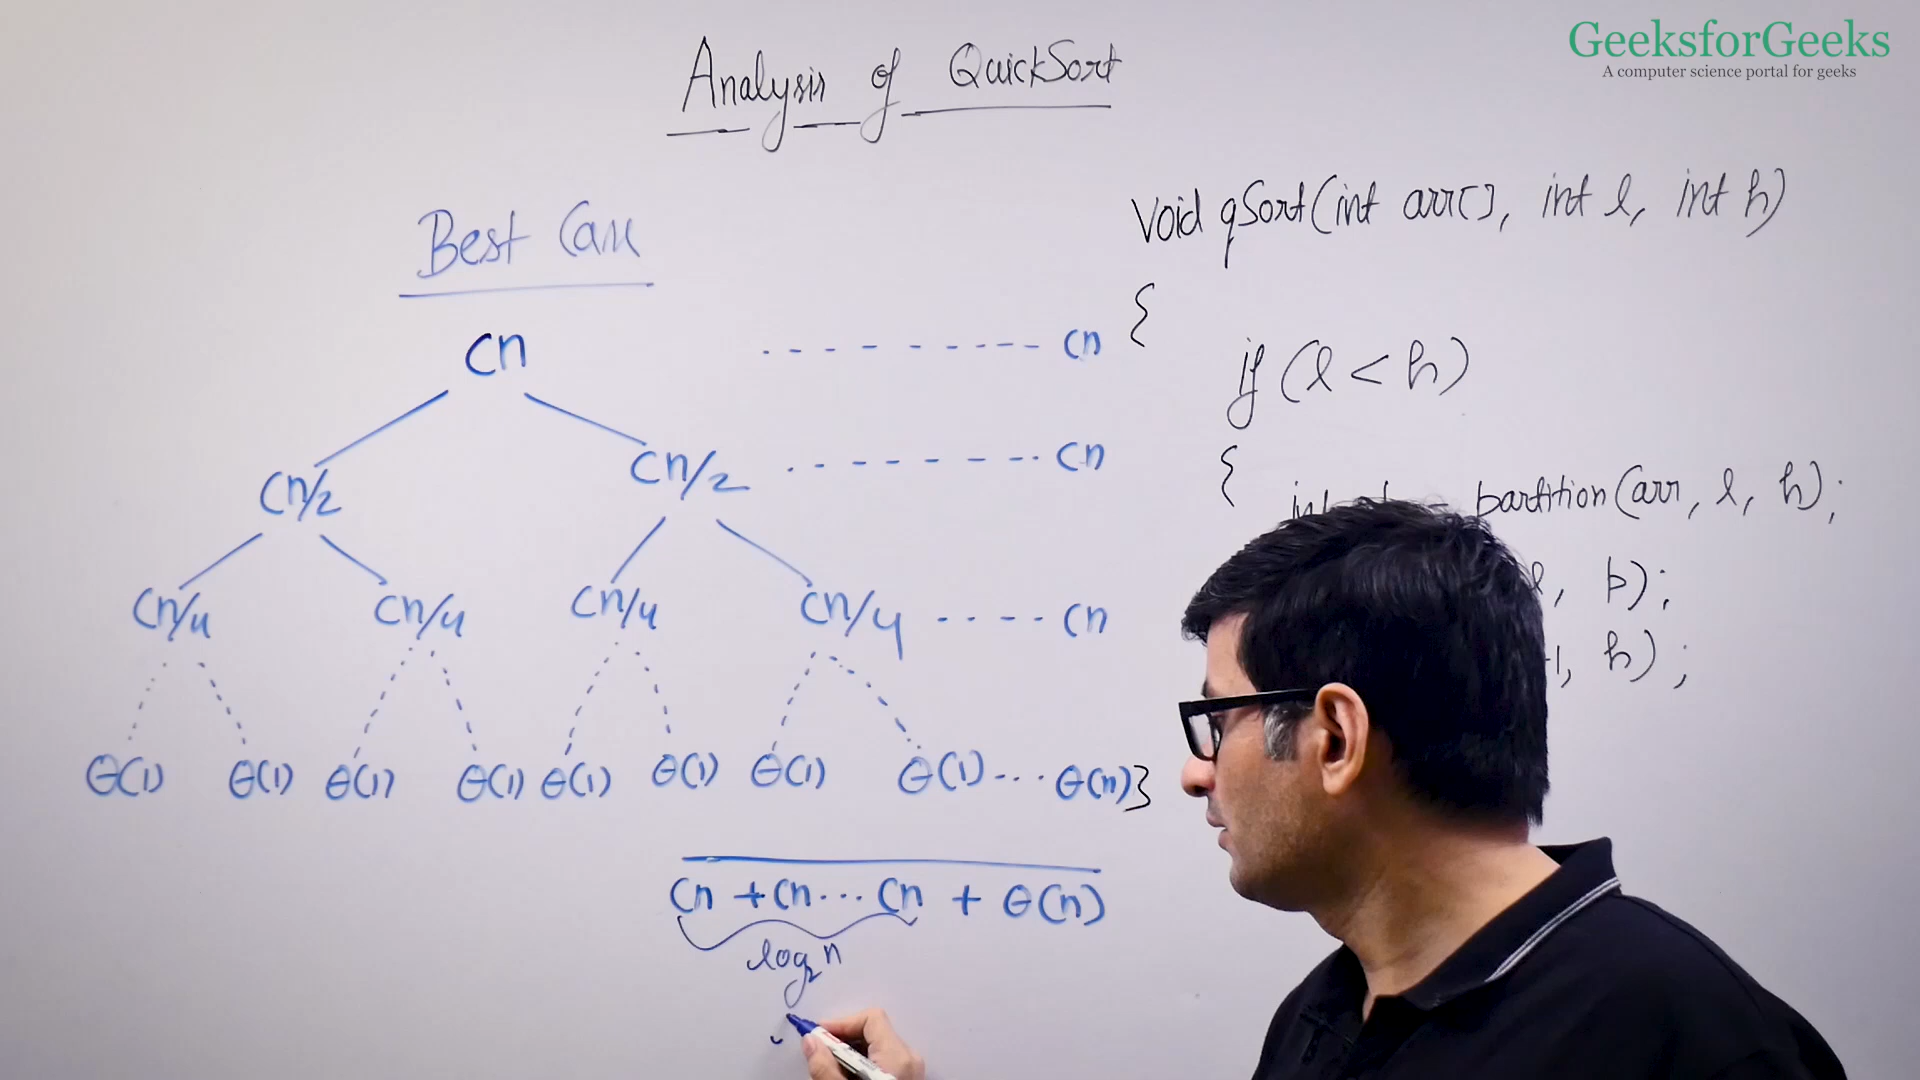 GeeksforGeeks
A computer science portal for geeks
Analysis of QuickSort
Best Case
Void qSort(int arr[], int l, int h)
{
if (l < h)
{
partition(arr, l, h);
l, p);
h);
}
Cn - - - - - - - - - Cn
Cn/2 Cn/2 - - - - - - - - Cn
Cn/4 Cn/4 Cn/4 Cn/4 - - - - Cn
Θ(1) Θ(1) Θ(1) Θ(1) Θ(1) Θ(1) Θ(1) Θ(1) ... Θ(n)
Cn + Cn ... Cn + Θ(n)
log₂n